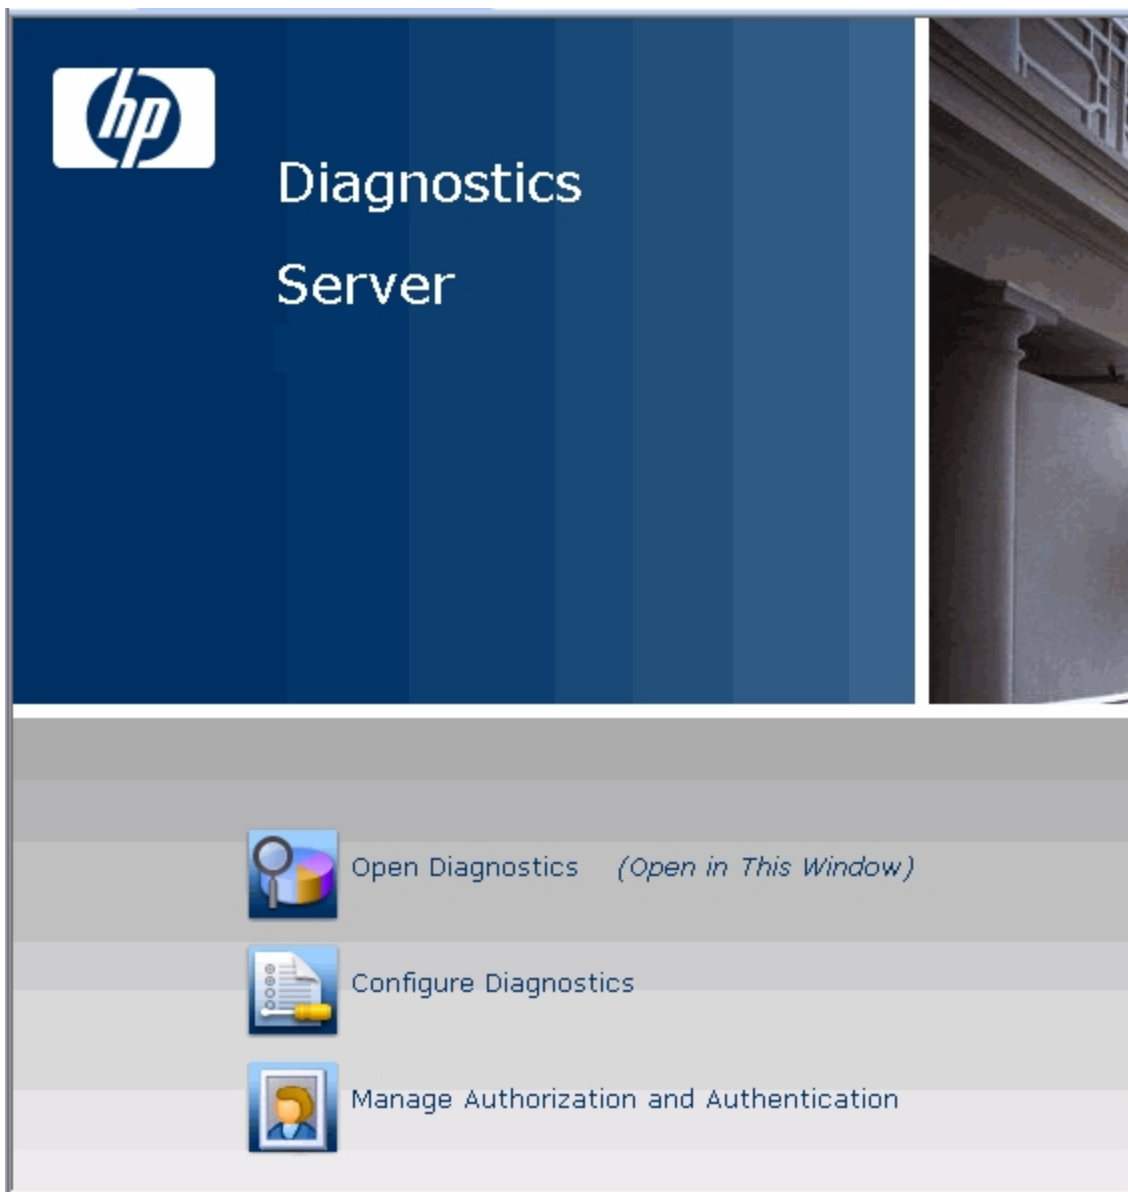 hp
Diagnostics
Server
Open Diagnostics (Open in This Window)
Configure Diagnostics
Manage Authorization and Authentication